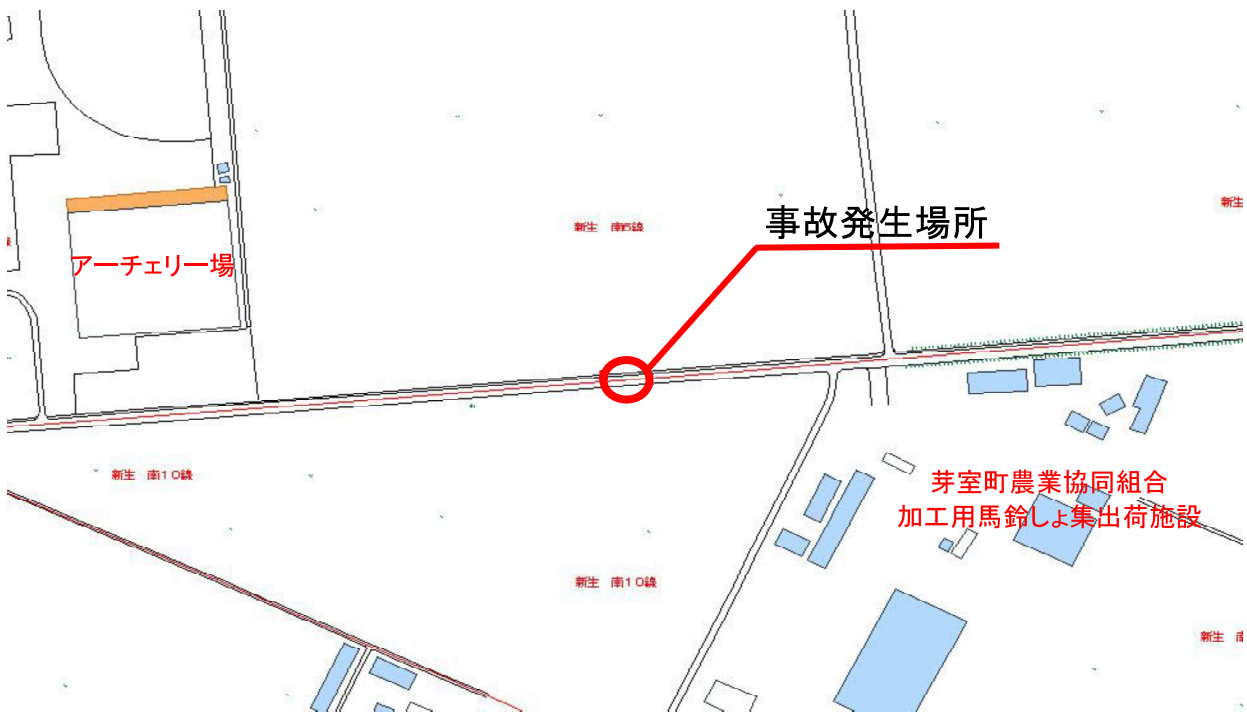 新生
事故発生場所
新生 南5線
アーチェリー場
新生 南10線
芽室町農業協同組合
加工用馬鈴しょ集出荷施設
新生 南10線
新生 南